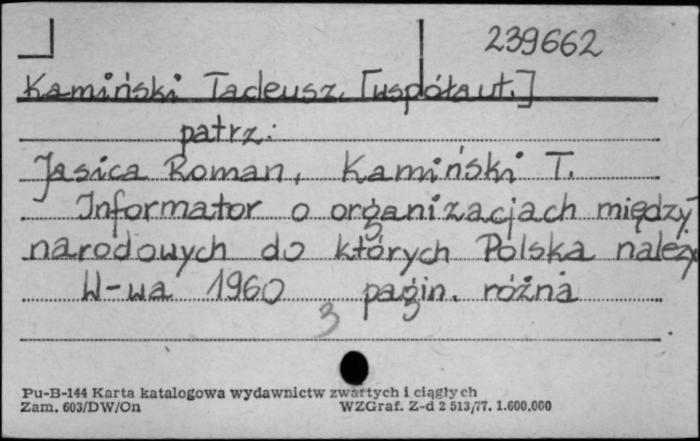 239662
Kamiński Tadeusz. [współaut.]
patrz:
Jasica Roman, Kamiński T.
Informator o organizacjach między-
narodowych do których Polska należy.
W-wa 1960 pagin. różna
3
Pu-B-144 Karta katalogowa wydawnictw zwartych i ciągłych
Zam. 603/DW/On WZGraf. Z-d 2 513/77. 1.600.000